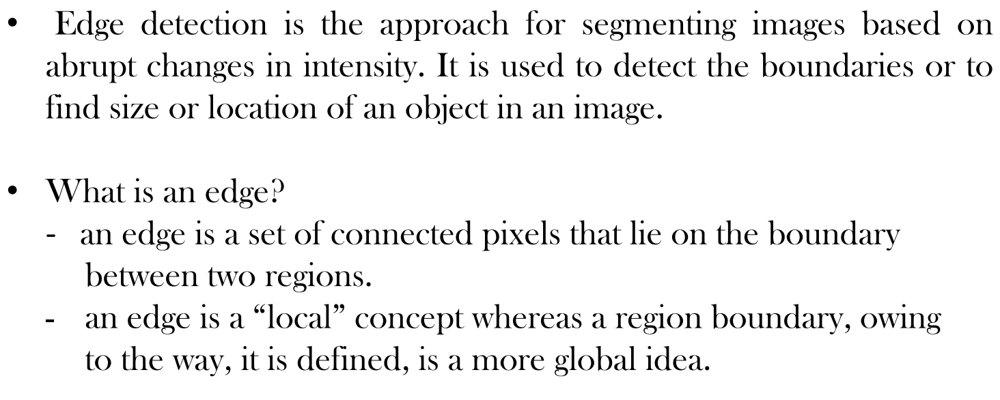 • Edge detection is the approach for segmenting images based on
abrupt changes in intensity. It is used to detect the boundaries or to
find size or location of an object in an image.
• What is an edge?
- an edge is a set of connected pixels that lie on the boundary
between two regions.
- an edge is a “local” concept whereas a region boundary, owing
to the way, it is defined, is a more global idea.